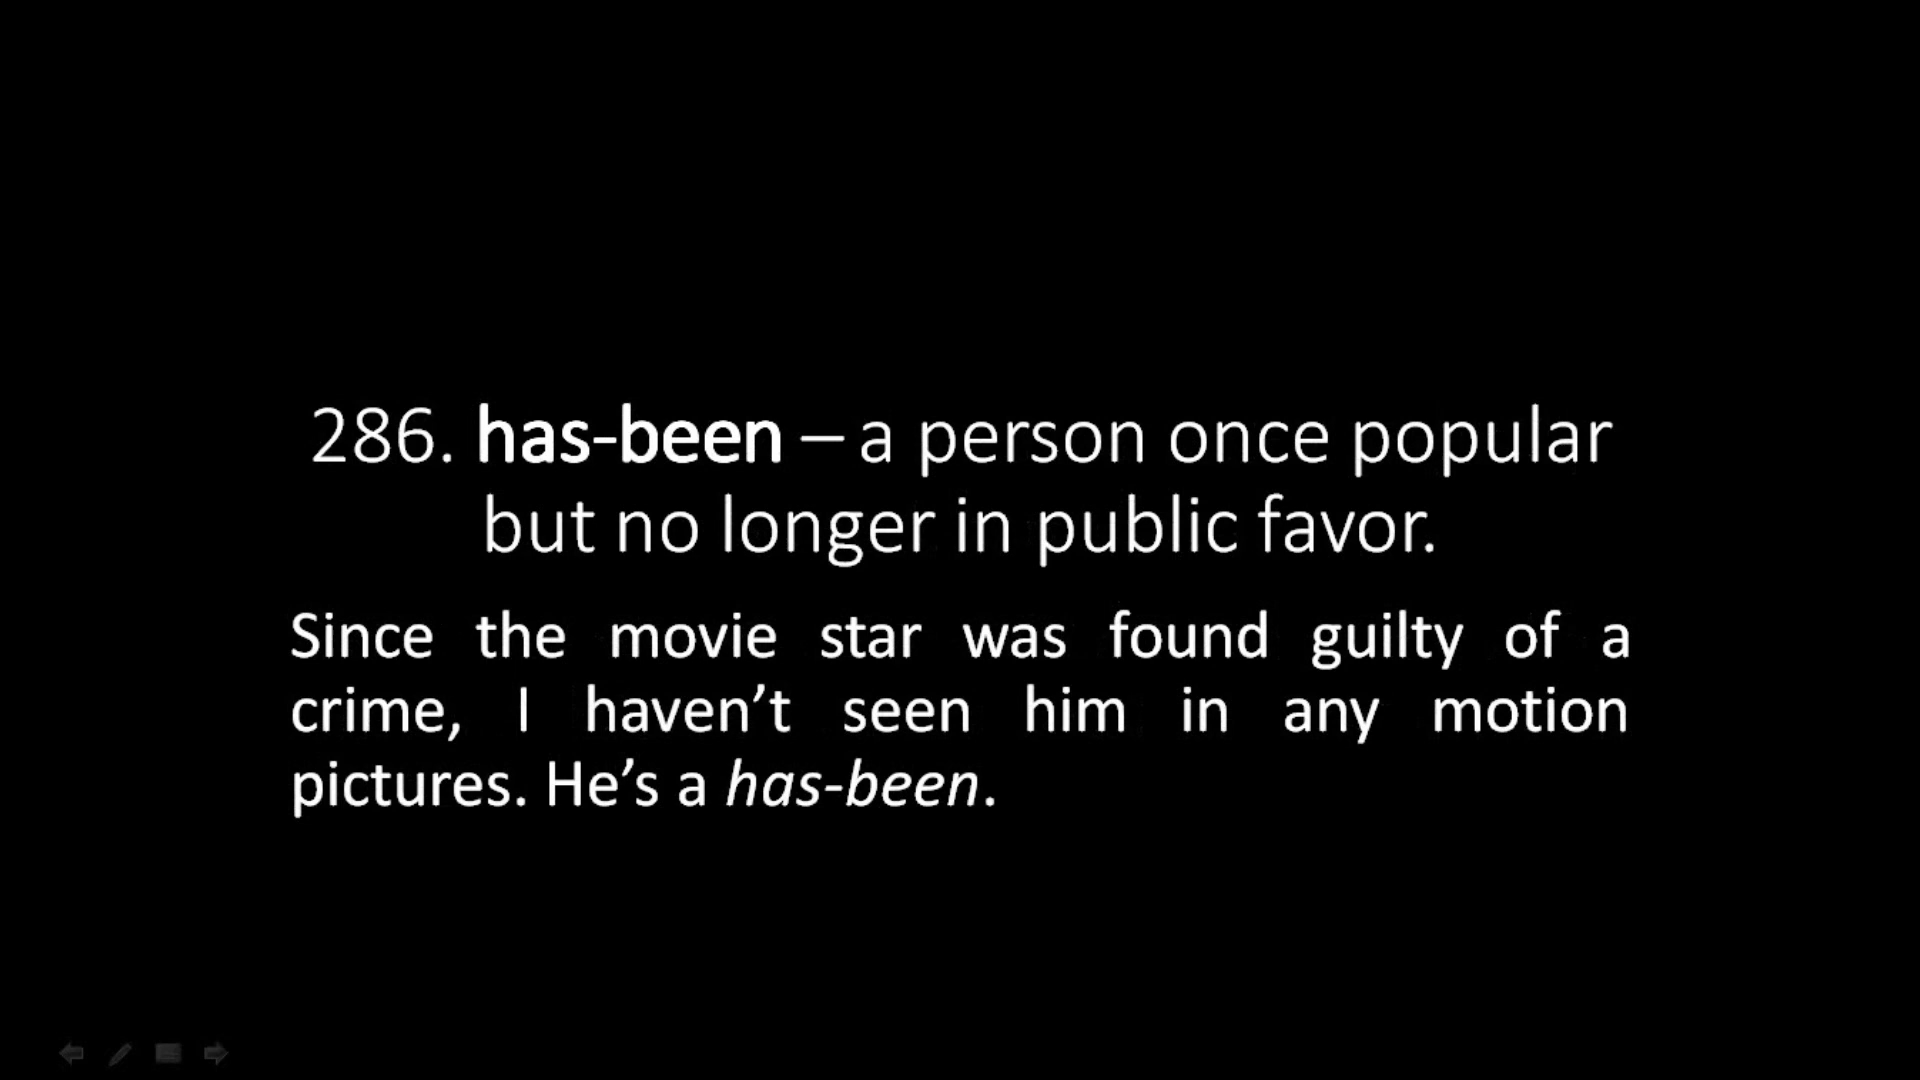 286. has-been – a person once popular
but no longer in public favor.
Since the movie star was found guilty of a
crime, I haven’t seen him in any motion
pictures. He’s a has-been.